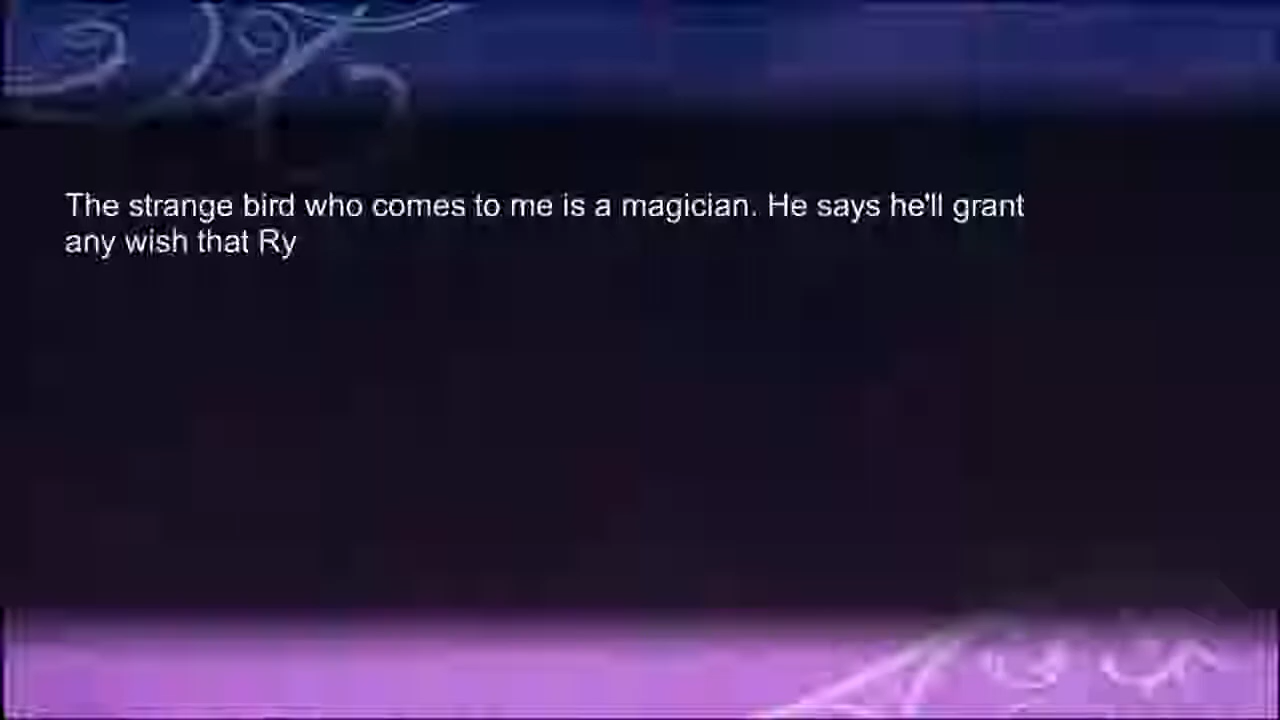 The strange bird who comes to me is a magician. He says he'll grant
any wish that Ry